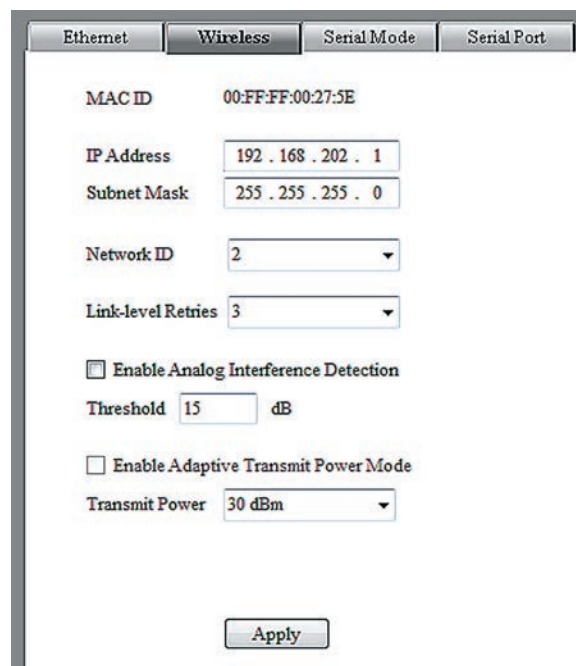 Ethernet Wireless Serial Mode Serial Port
MAC ID 00:FF:FF:00:27:5E
IP Address 192 . 168 . 202 . 1
Subnet Mask 255 . 255 . 255 . 0
Network ID 2
Link-level Retries 3
Enable Analog Interference Detection
Threshold 15 dB
Enable Adaptive Transmit Power Mode
Transmit Power 30 dBm
Apply